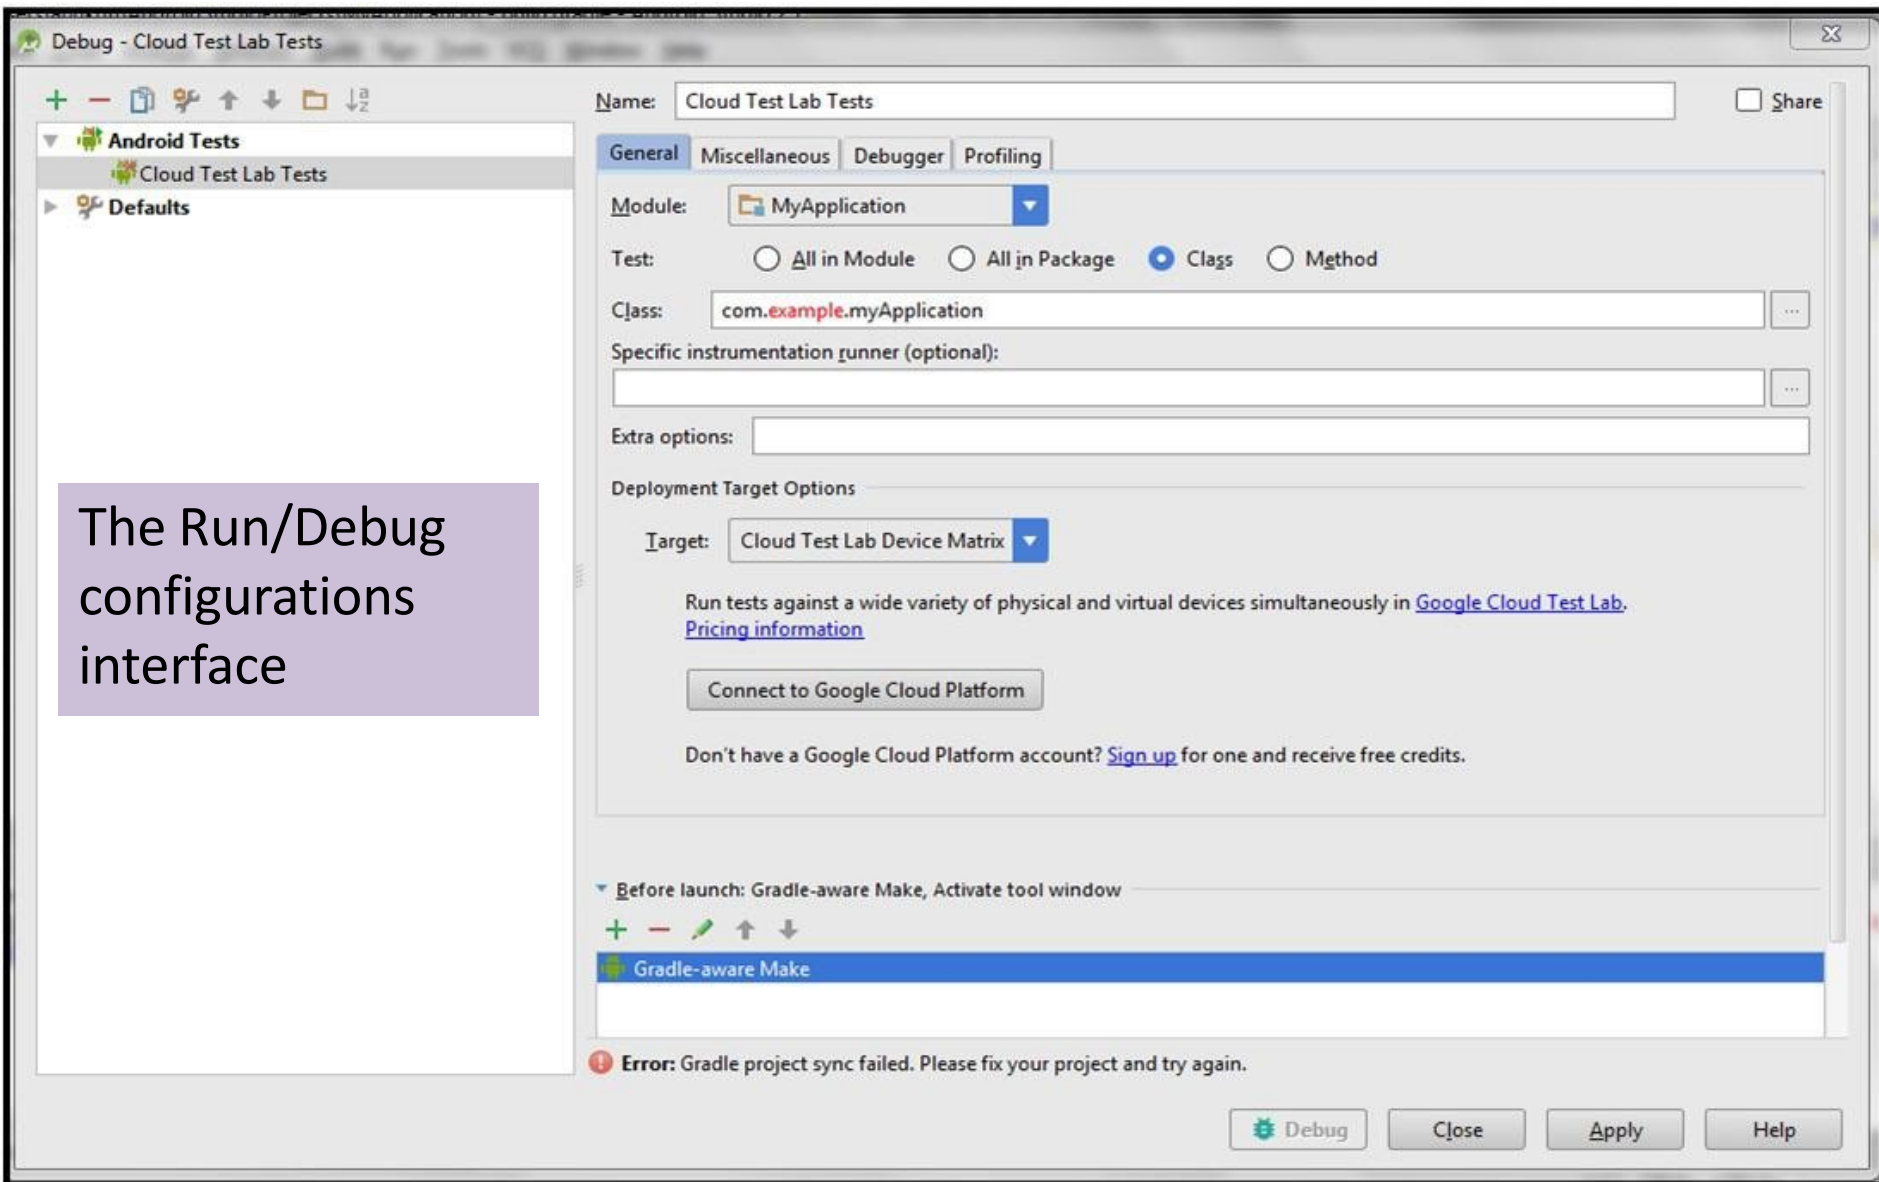 Debug - Cloud Test Lab Tests
Android Tests
Cloud Test Lab Tests
Defaults
The Run/Debug
configurations
interface
Name: Cloud Test Lab Tests Share
General Miscellaneous Debugger Profiling
Module: MyApplication
Test: All in Module All in Package Class Method
Class: com.example.myApplication ...
Specific instrumentation runner (optional):
...
Extra options:
Deployment Target Options
Target: Cloud Test Lab Device Matrix
Run tests against a wide variety of physical and virtual devices simultaneously in Google Cloud Test Lab.
Pricing information
Connect to Google Cloud Platform
Don't have a Google Cloud Platform account? Sign up for one and receive free credits.
Before launch: Gradle-aware Make, Activate tool window
Gradle-aware Make
Error: Gradle project sync failed. Please fix your project and try again.
Debug Close Apply Help